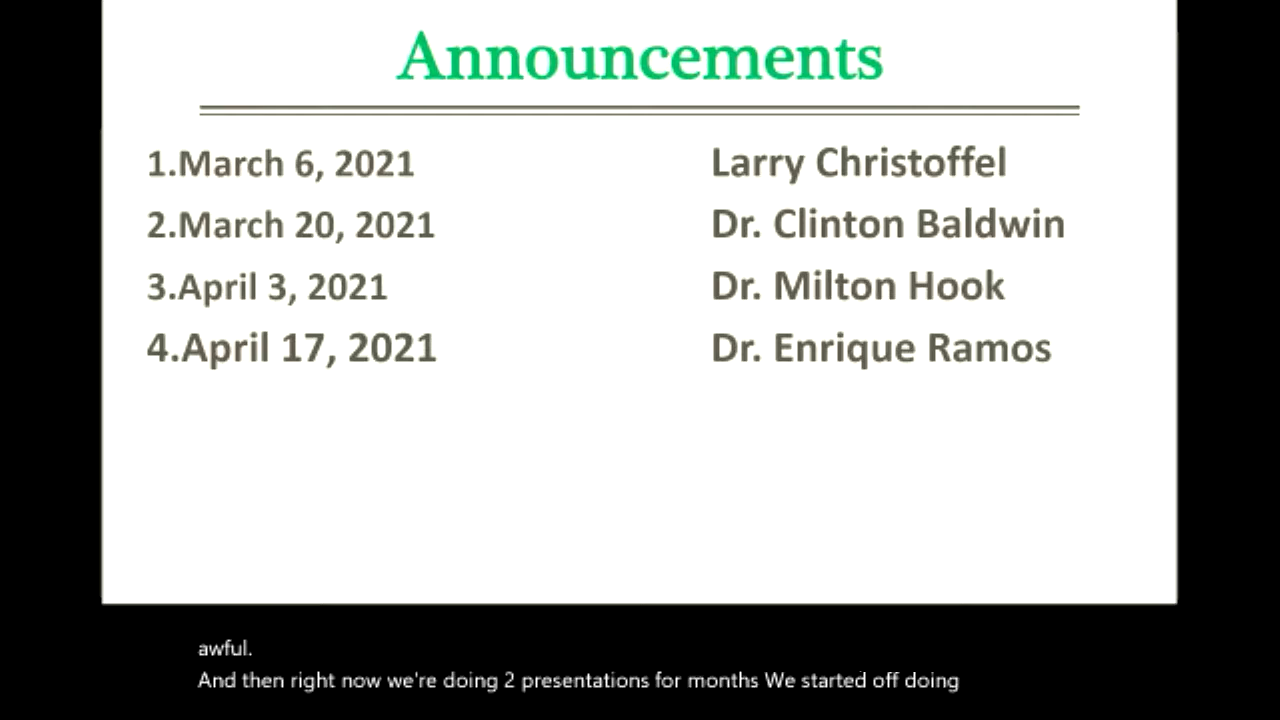 Announcements
1.March 6, 2021 Larry Christoffel
2.March 20, 2021 Dr. Clinton Baldwin
3.April 3, 2021 Dr. Milton Hook
4.April 17, 2021 Dr. Enrique Ramos
awful.
And then right now we're doing 2 presentations for months We started off doing